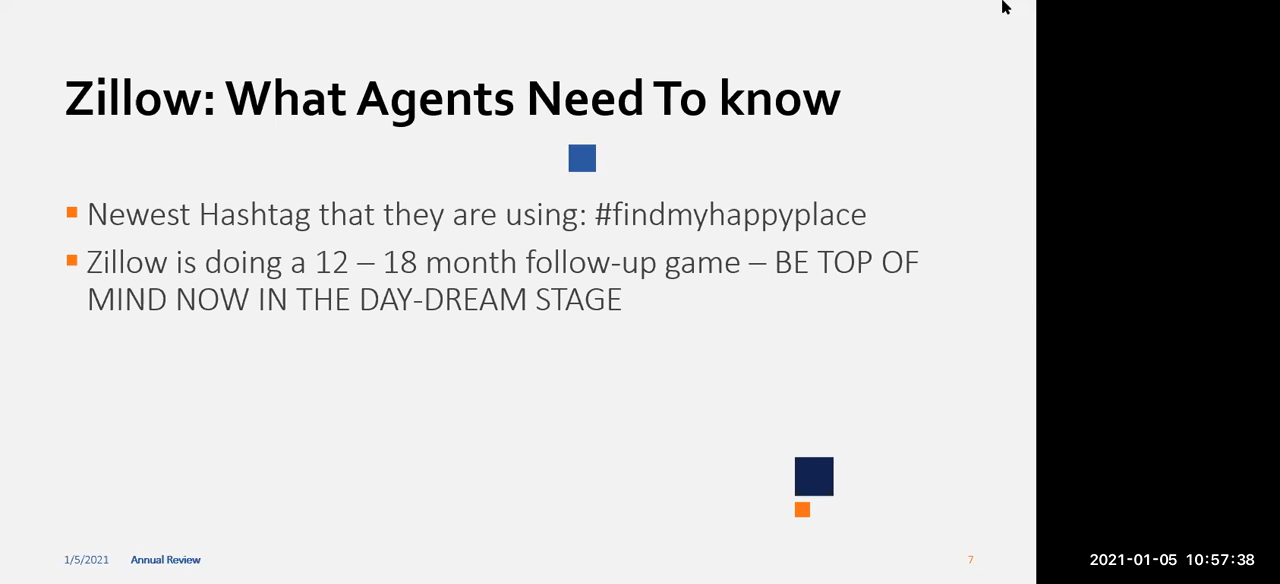 Zillow: What Agents Need To know
Newest Hashtag that they are using: #findmyhappyplace
Zillow is doing a 12 – 18 month follow-up game – BE TOP OF
MIND NOW IN THE DAY-DREAM STAGE
1/5/2021 Annual Review 7
2021-01-05 10:57:38